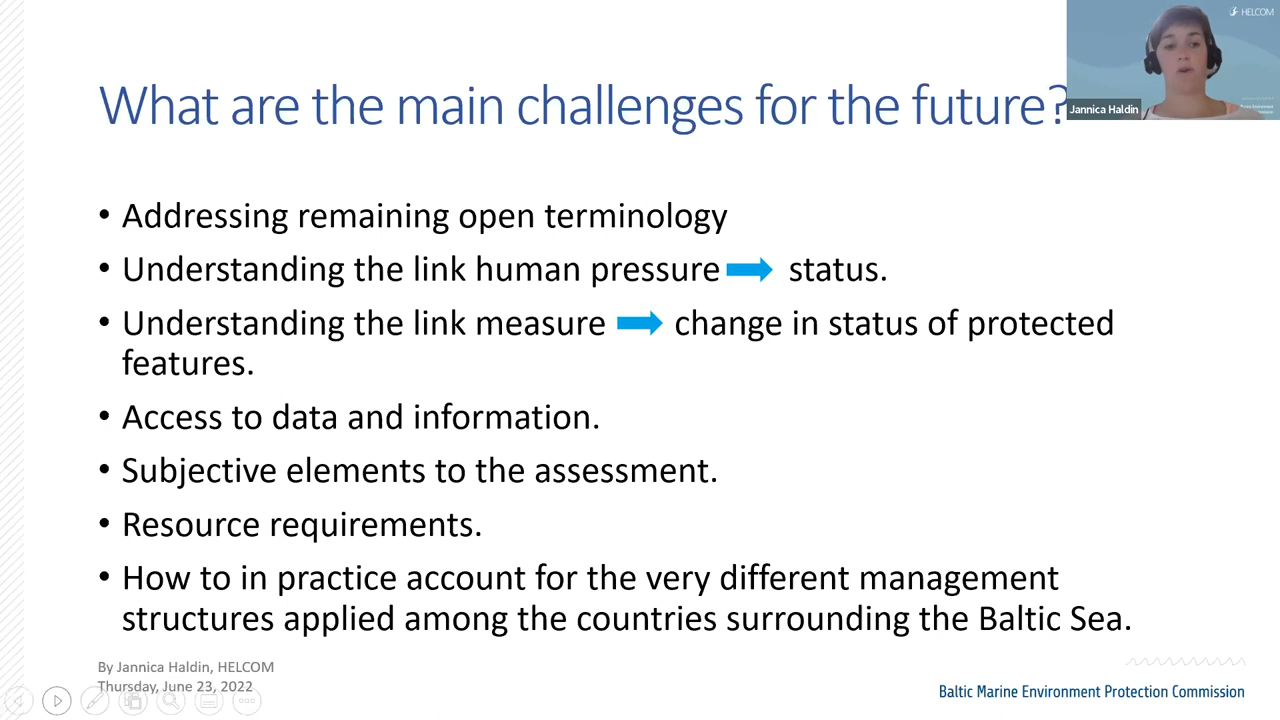 HELCOM
What are the main challenges for the future?
Jannica Haldin
• Addressing remaining open terminology
• Understanding the link human pressure status.
• Understanding the link measure change in status of protected
features.
• Access to data and information.
• Subjective elements to the assessment.
• Resource requirements.
• How to in practice account for the very different management
structures applied among the countries surrounding the Baltic Sea.
By Jannica Haldin, HELCOM
Thursday, June 23, 2022
Baltic Marine Environment Protection Commission